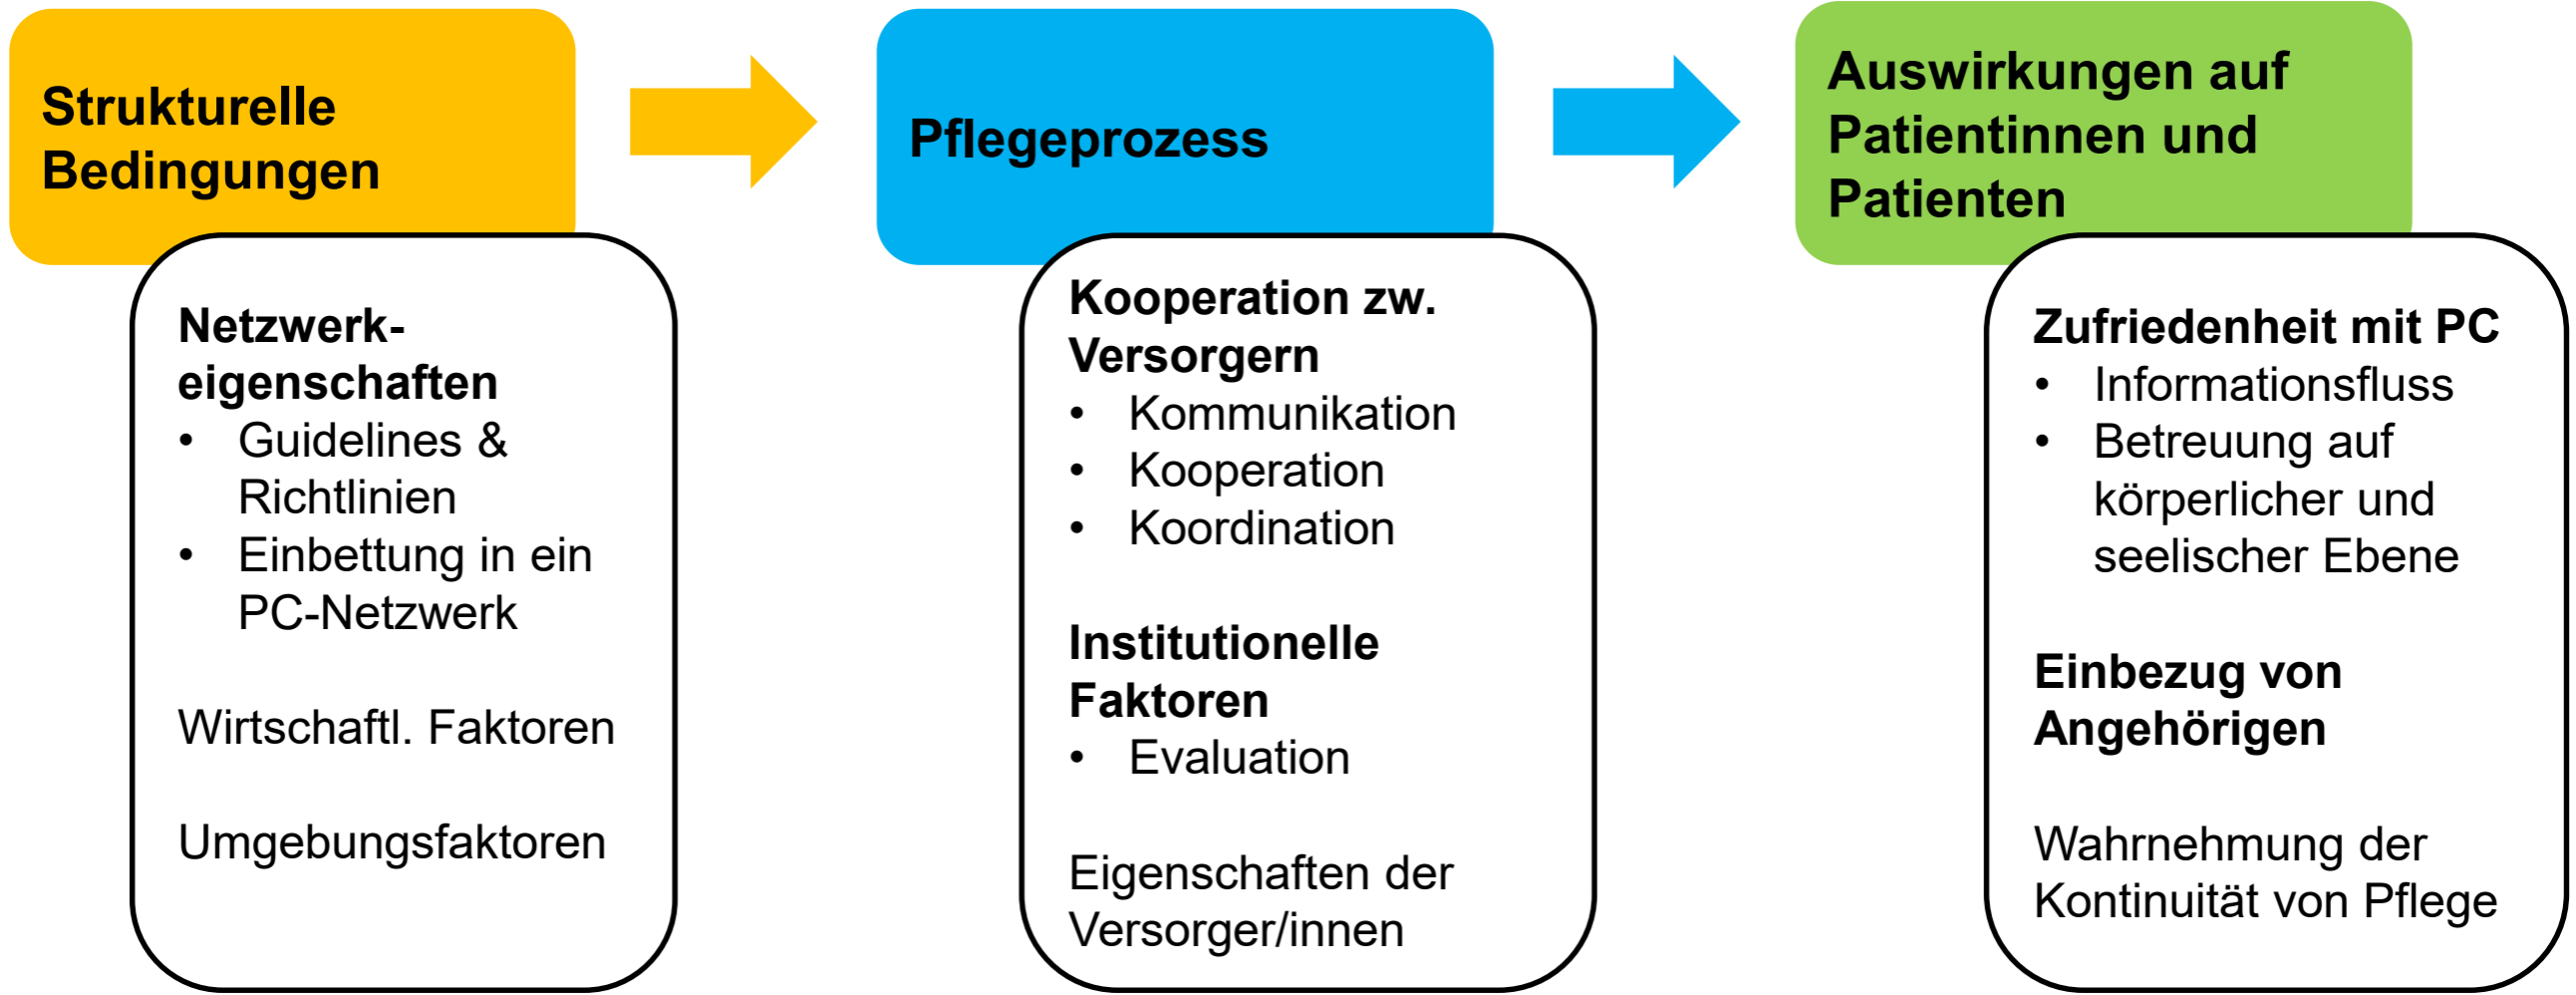 Strukturelle
Bedingungen
Netzwerk-
eigenschaften
• Guidelines &
Richtlinien
• Einbettung in ein
PC-Netzwerk
Wirtschaftl. Faktoren
Umgebungsfaktoren
Pflegeprozess
Kooperation zw.
Versorgern
• Kommunikation
• Kooperation
• Koordination
Institutionelle
Faktoren
• Evaluation
Eigenschaften der
Versorger/innen
Auswirkungen auf
Patientinnen und
Patienten
Zufriedenheit mit PC
• Informationsfluss
• Betreuung auf
körperlicher und
seelischer Ebene
Einbezug von
Angehörigen
Wahrnehmung der
Kontinuität von Pflege